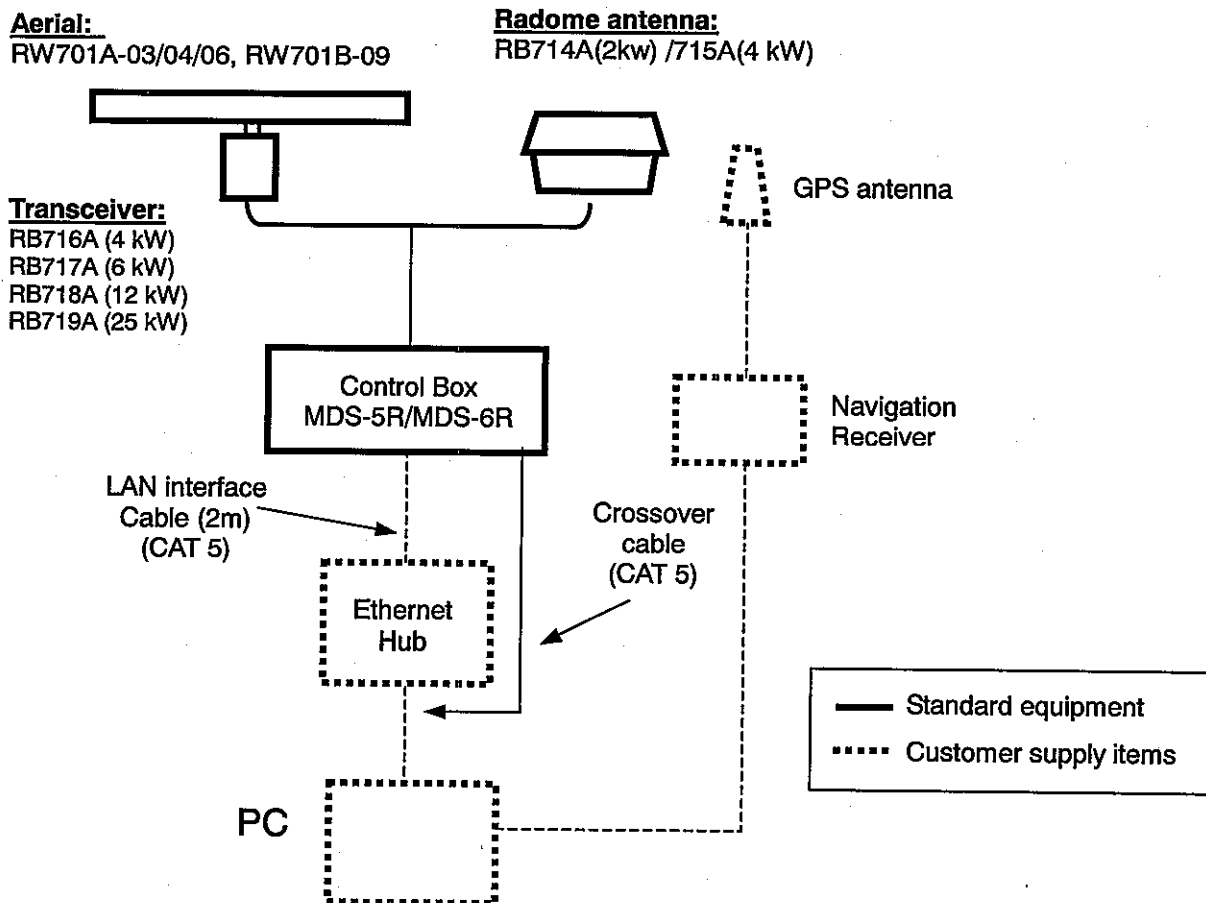 Aerial:
RW701A-03/04/06, RW701B-09
Radome antenna:
RB714A(2kw) /715A(4 kW)
GPS antenna
Transceiver:
RB716A (4 kW)
RB717A (6 kW)
RB718A (12 kW)
RB719A (25 kW)
Control Box
MDS-5R/MDS-6R
Navigation
Receiver
LAN interface
Cable (2m)
(CAT 5)
Crossover
cable
(CAT 5)
Ethernet
Hub
Standard equipment
Customer supply items
PC